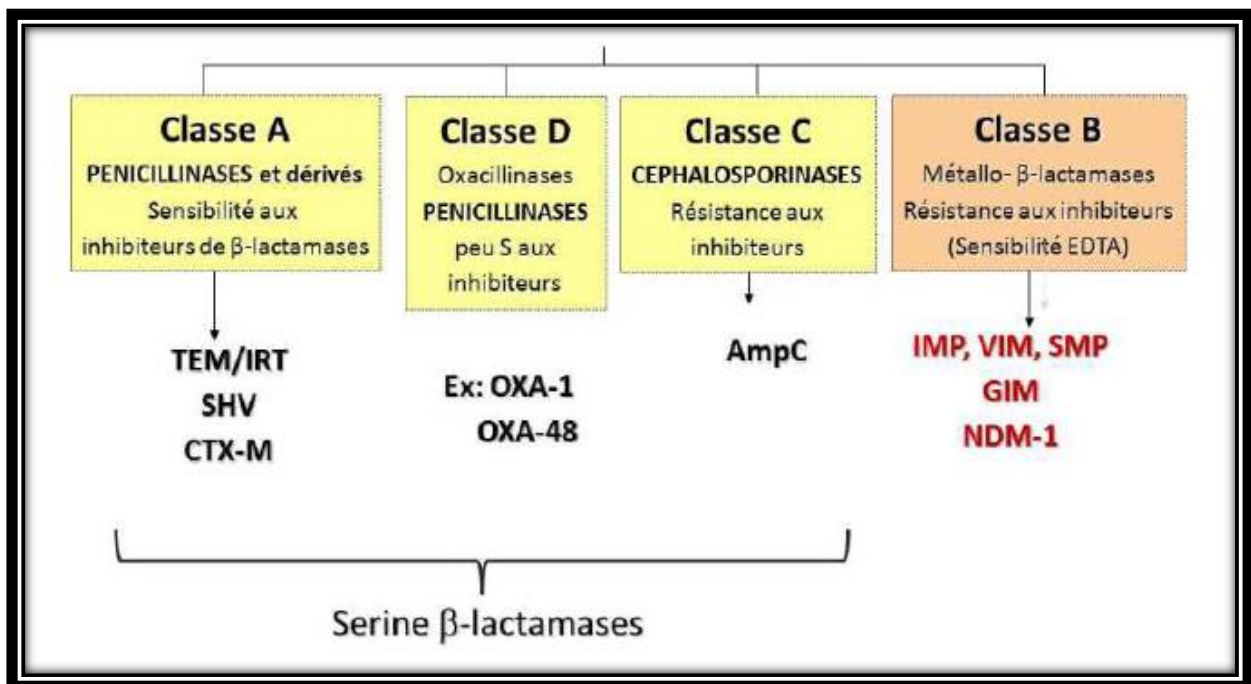 Classe A
PENICILLINASES et dérivés
Sensibilité aux
inhibiteurs de β-lactamases
TEM/IRT
SHV
CTX-M
Classe D
Oxacillinases
PENICILLINASES
peu S aux
inhibiteurs
Ex: OXA-1
OXA-48
Classe C
CEPHALOSPORINASES
Résistance aux
inhibiteurs
AmpC
Classe B
Métallo- β-lactamases
Résistance aux inhibiteurs
(Sensibilité EDTA)
IMP, VIM, SMP
GIM
NDM-1
Serine β-lactamases